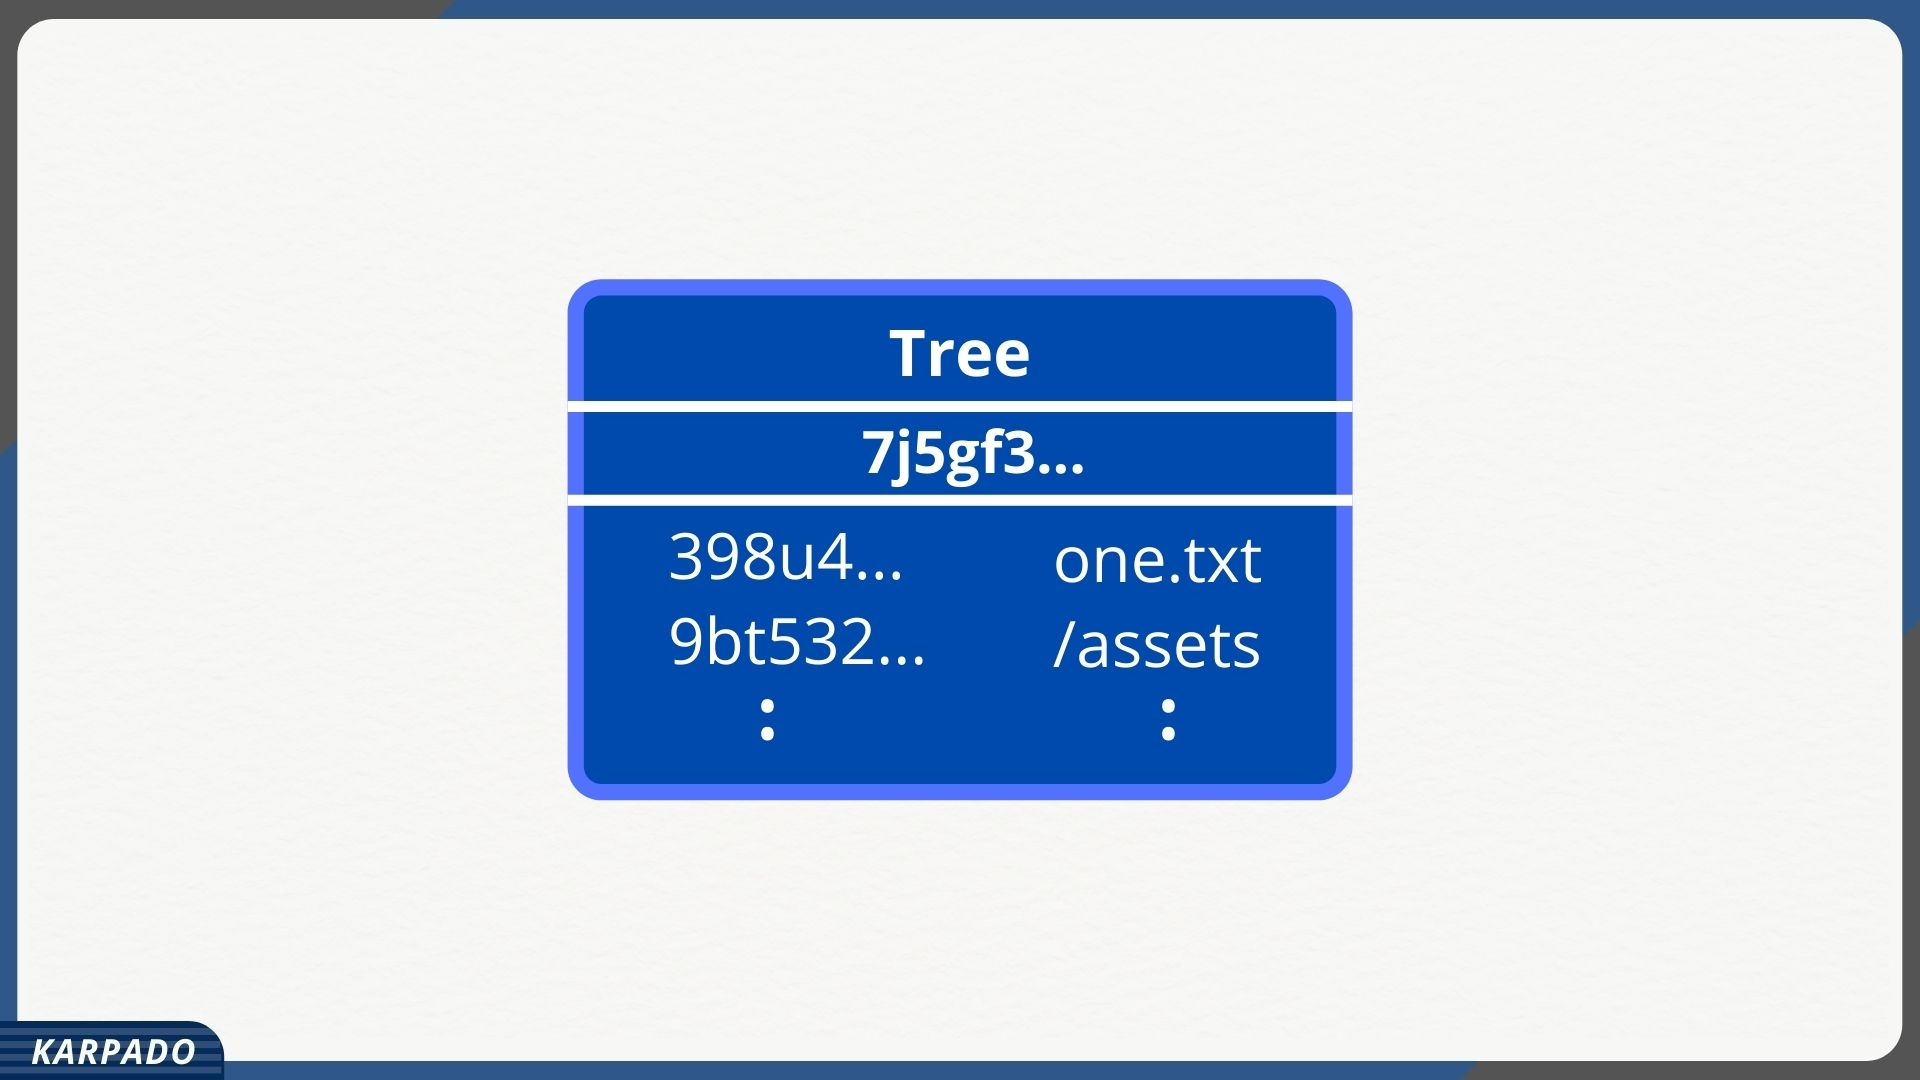 Tree
7j5gf3...
398u4... one.txt
9bt532... /assets
: :
KARPADO